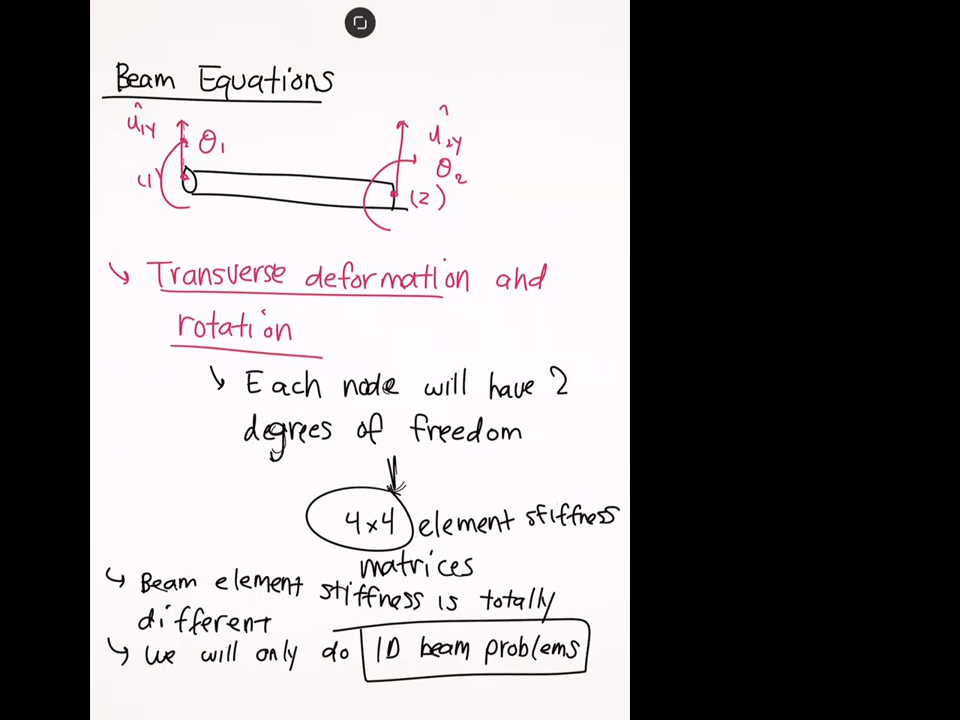 Beam Equations
û1y θ1 û2y
θ2
(1) (2)
↳ Transverse deformation and
rotation
↳ Each node will have 2
degrees of freedom
4x4 element stiffness
matrices
↳ Beam element stiffness is totally
different
↳ We will only do 1D beam problems